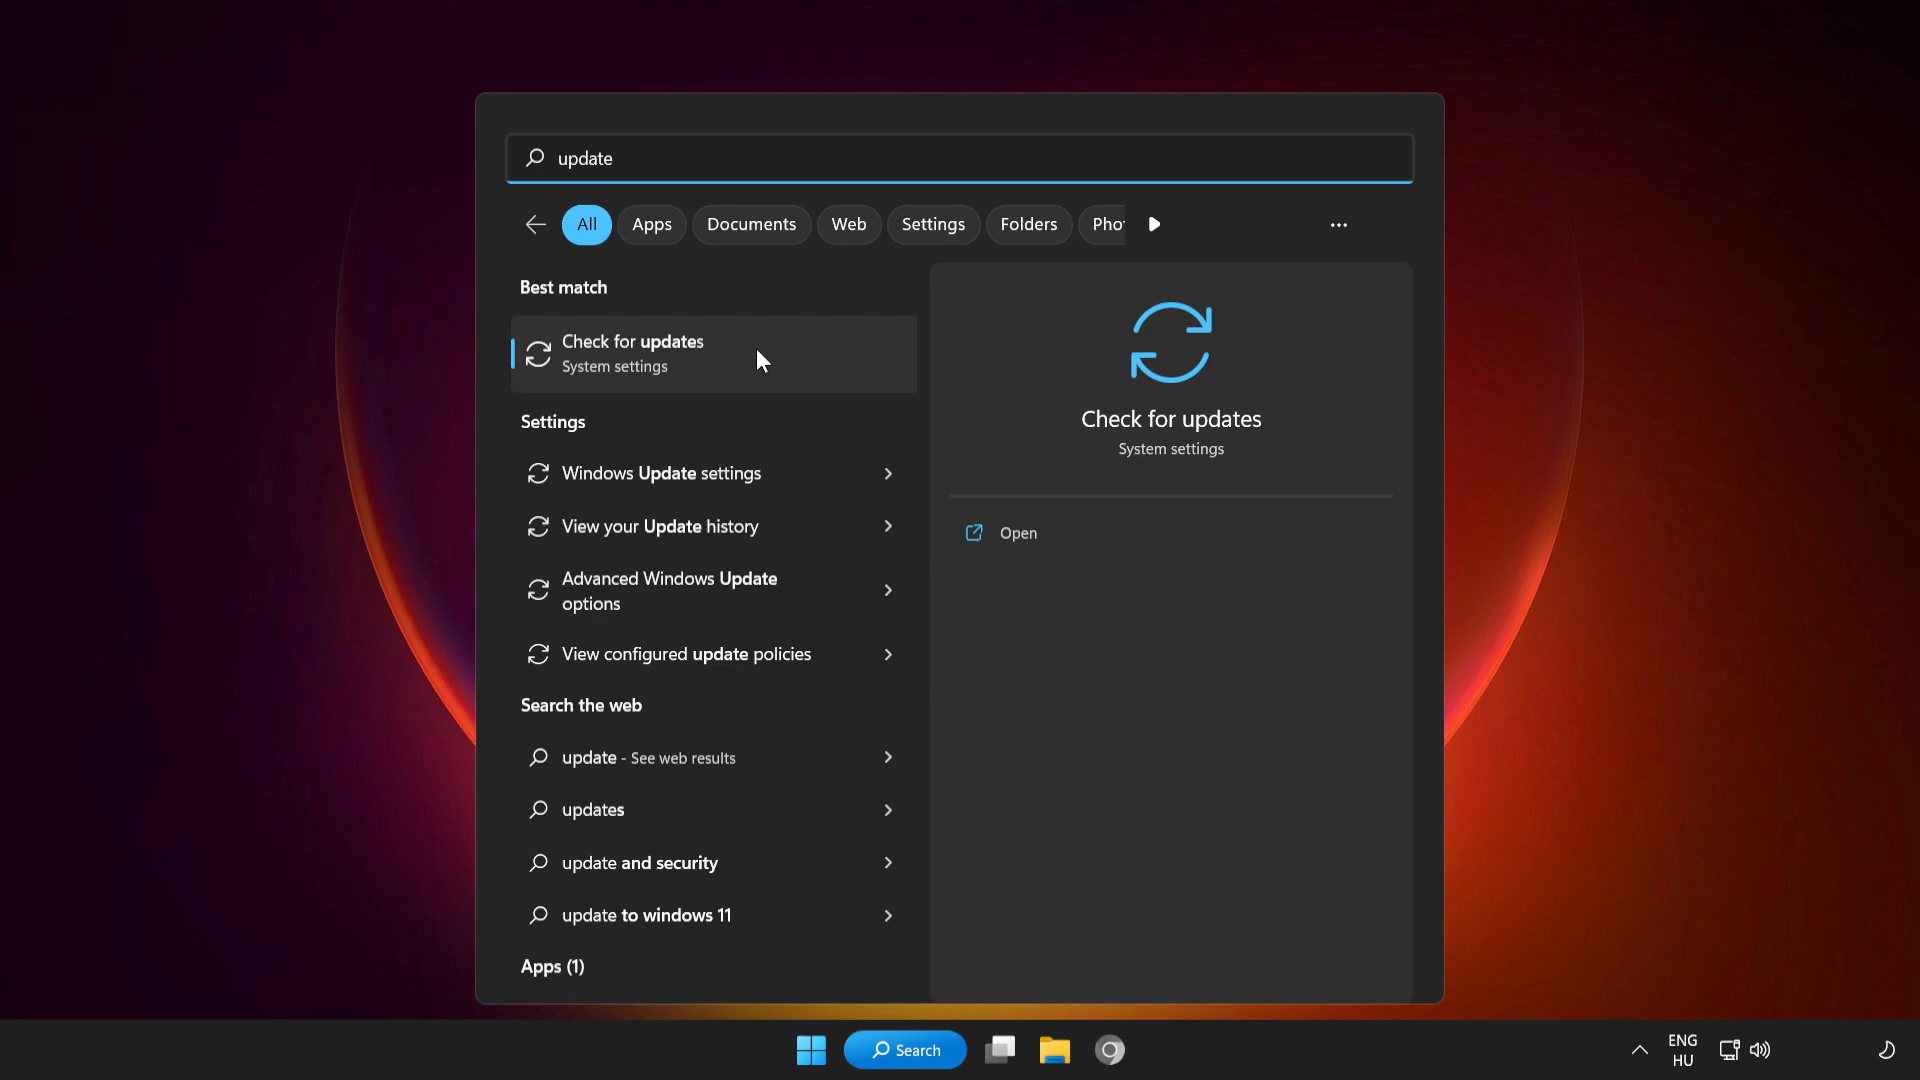 update
All
Apps
Documents
Web
Settings
Folders
Phot
Best match
Check for updates
System settings
Settings
Windows Update settings
View your Update history
Advanced Windows Update
options
View configured update policies
Search the web
update - See web results
updates
update and security
update to windows 11
Apps (1)
Check for updates
System settings
Open
Search
ENG
HU